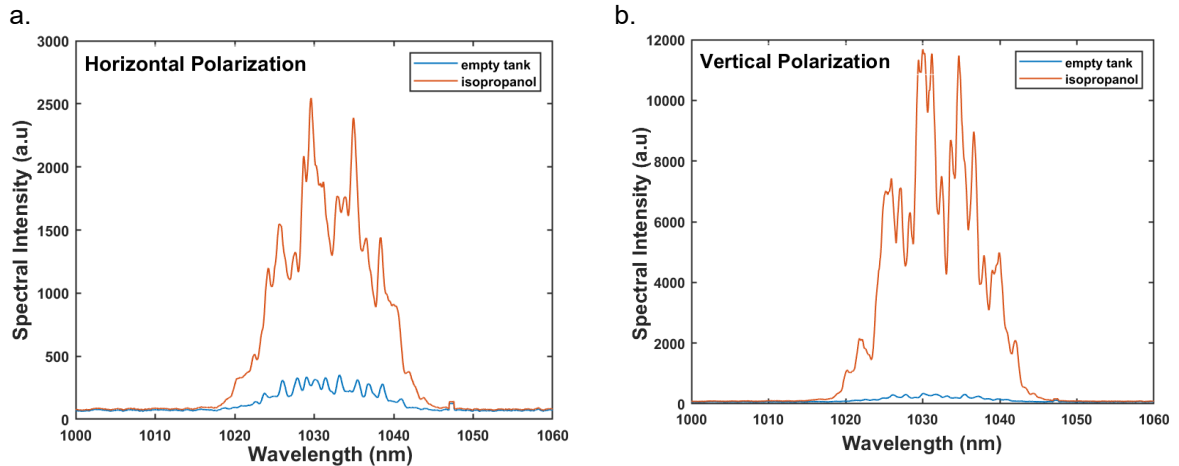 a.
Horizontal Polarization
empty tank
isopropanol
Spectral Intensity (a.u)
3000
2500
2000
1500
1000
500
0
1000 1010 1020 1030 1040 1050 1060
Wavelength (nm)
b.
Vertical Polarization
empty tank
isopropanol
Spectral Intensity (a.u)
12000
10000
8000
6000
4000
2000
0
1000 1010 1020 1030 1040 1050 1060
Wavelength (nm)